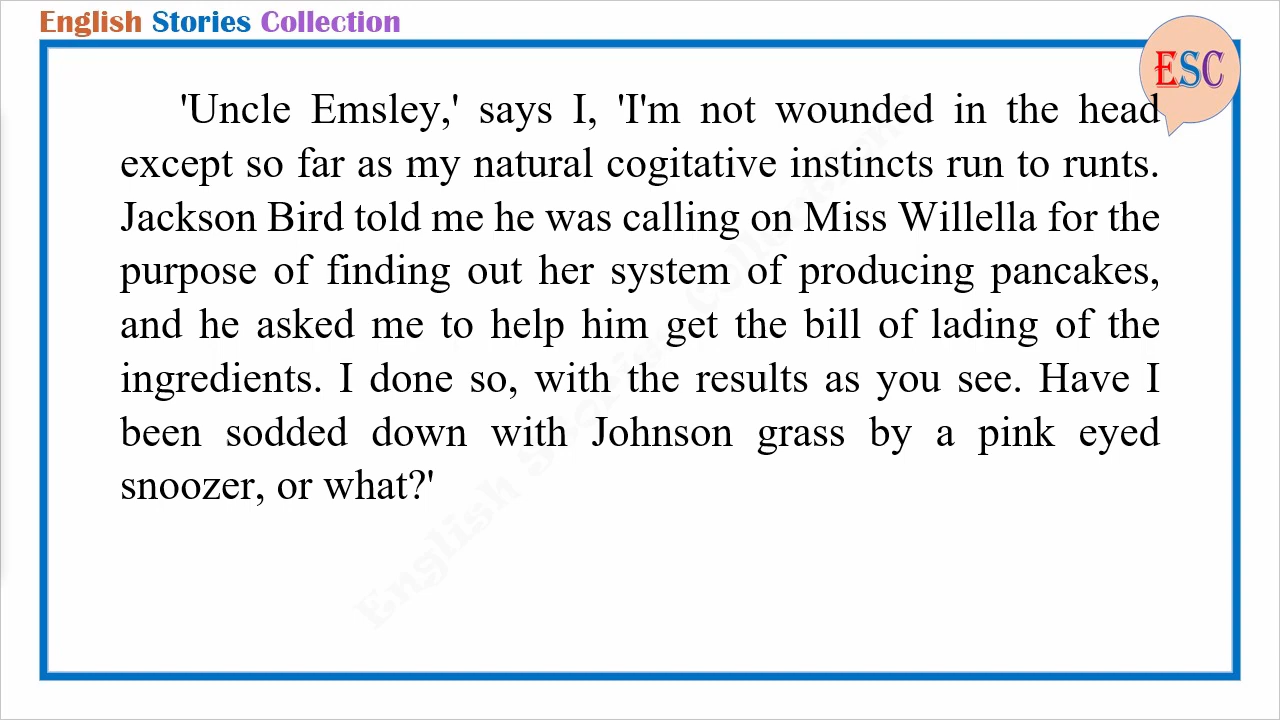 English Stories Collection
ESC
'Uncle Emsley,' says I, 'I'm not wounded in the head
except so far as my natural cogitative instincts run to runts.
Jackson Bird told me he was calling on Miss Willella for the
purpose of finding out her system of producing pancakes,
and he asked me to help him get the bill of lading of the
ingredients. I done so, with the results as you see. Have I
been sodded down with Johnson grass by a pink eyed
snoozer, or what?'
English Stories Collection